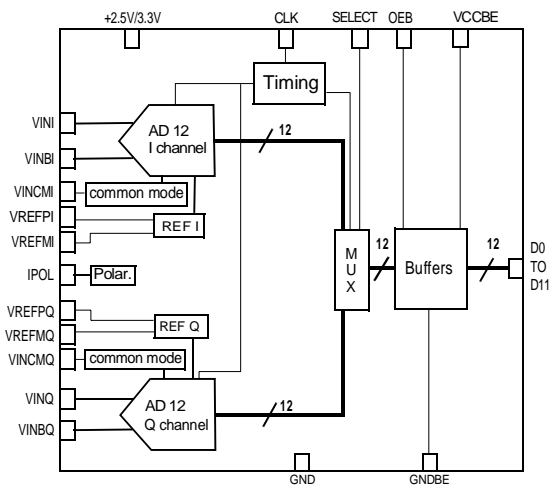 +2.5V/3.3V
CLK
SELECT
OEB
VCCBE
Timing
VINI
VINBI
AD 12
I channel
12
VINCMI
common mode
VREFPI
VREFMI
REF I
IPOL
Polar.
MUX
12
Buffers
12
D0
TO
D11
VREFPQ
VREFMQ
REF Q
VINCMQ
common mode
VINQ
VINBQ
AD 12
Q channel
12
GND
GNDBE